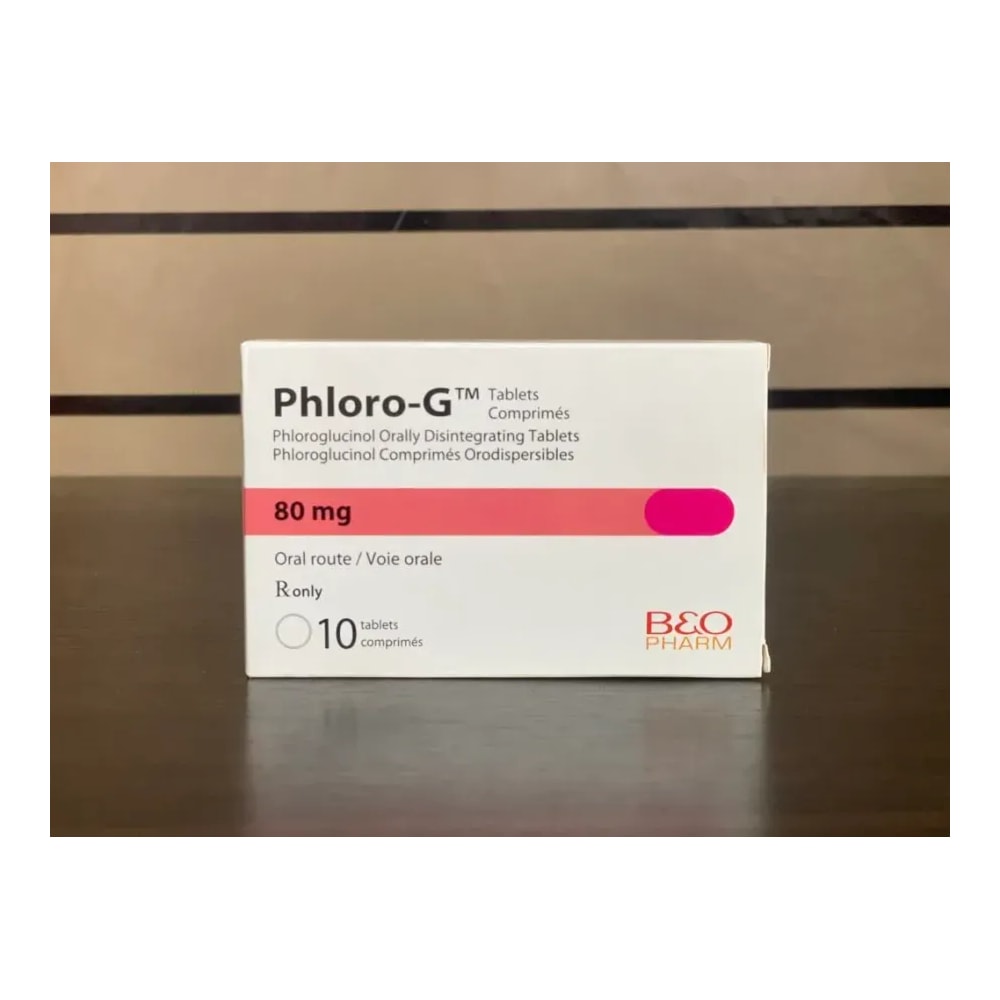 Phloro-G™ Tablets
Comprimés
Phloroglucinol Orally Disintegrating Tablets
Phloroglucinol Comprimés Orodispersibles
80 mg
Oral route / Voie orale
R only
10 tablets
comprimés
B&O
PHARM